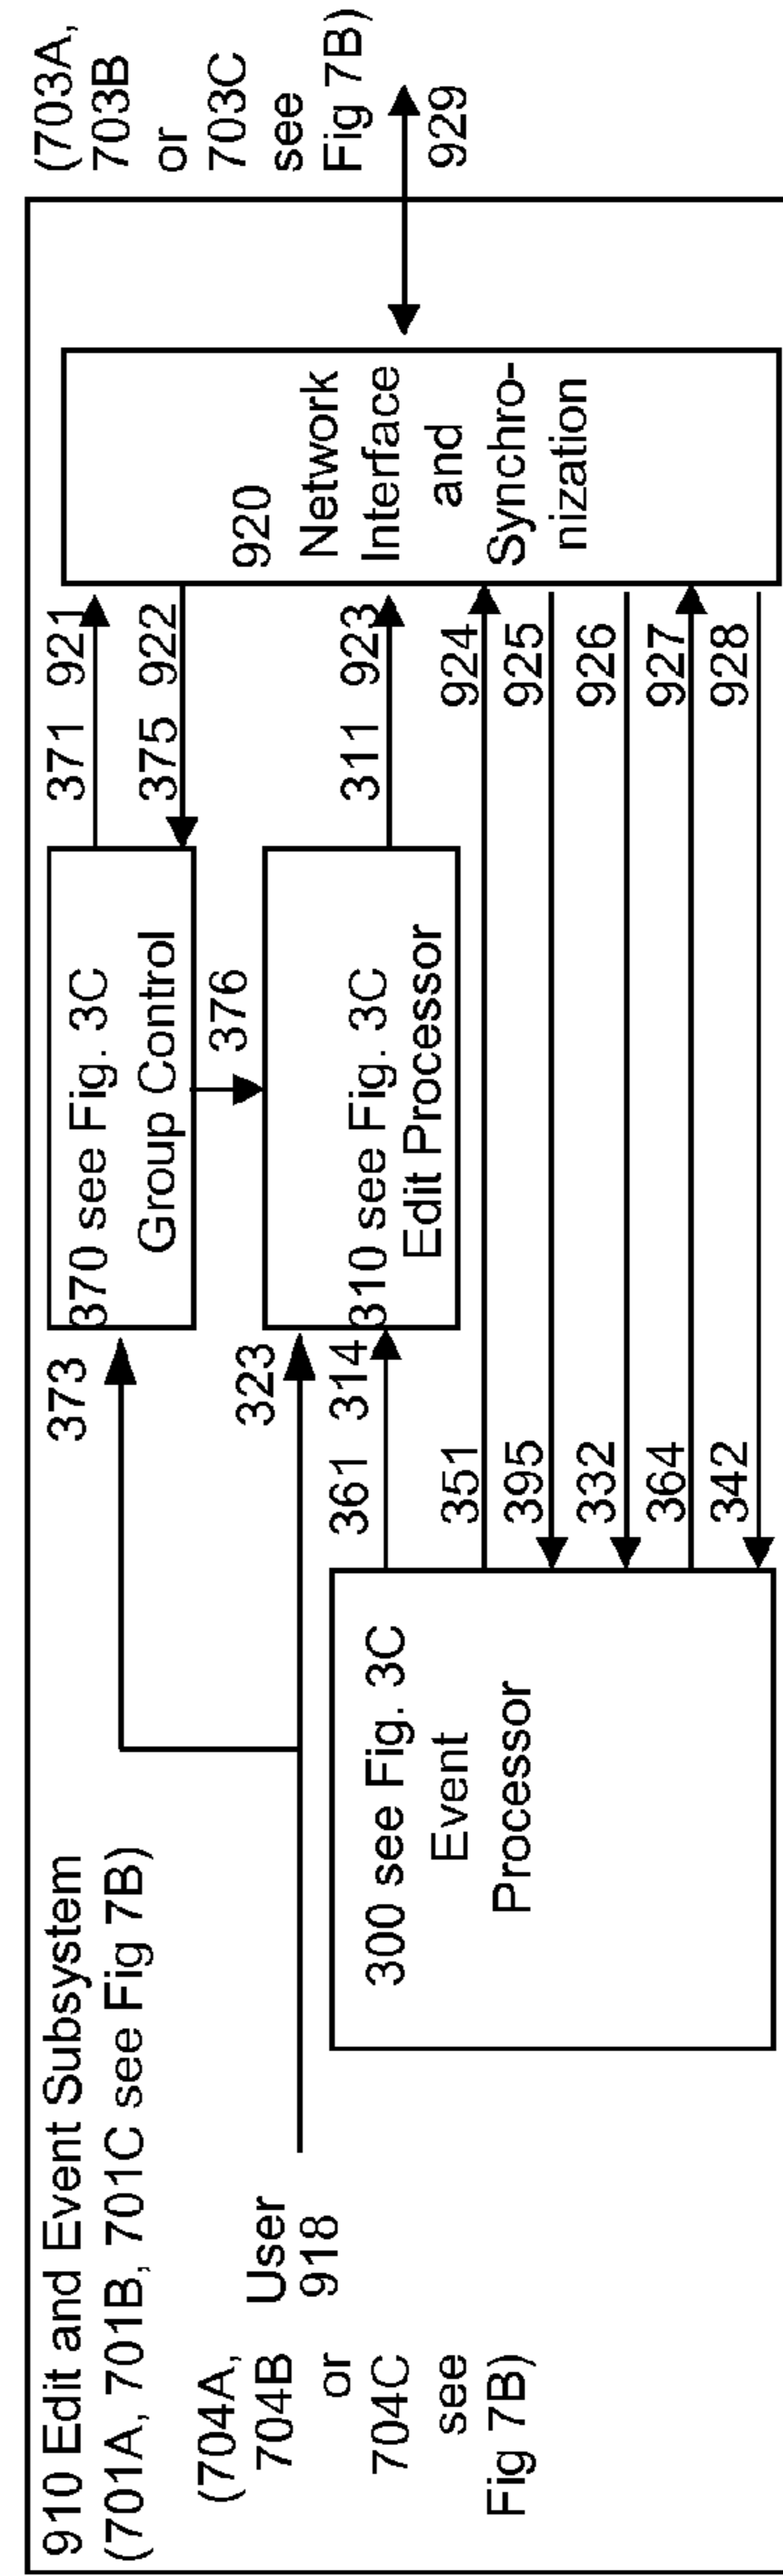 910 Edit and Event Subsystem
(701A, 701B, 701C see Fig 7B)
(704A,
704B
or
704C
see
Fig 7B)
User
918
373
323
361 314
370 see Fig. 3C
Group Control
376
310 see Fig. 3C
Edit Processor
300 see Fig. 3C
Event
Processor
351
395
332
364
342
371 921
375 922
311 923
924
925
926
927
928
920
Network
Interface
and
Synchro-
nization
(703A,
703B
or
703C
see
Fig 7B)
929